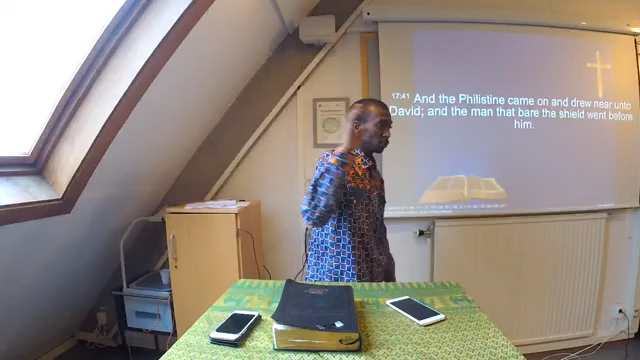 17:41 And the Philistine came on and drew near unto
David; and the man that bare the shield went before
him.